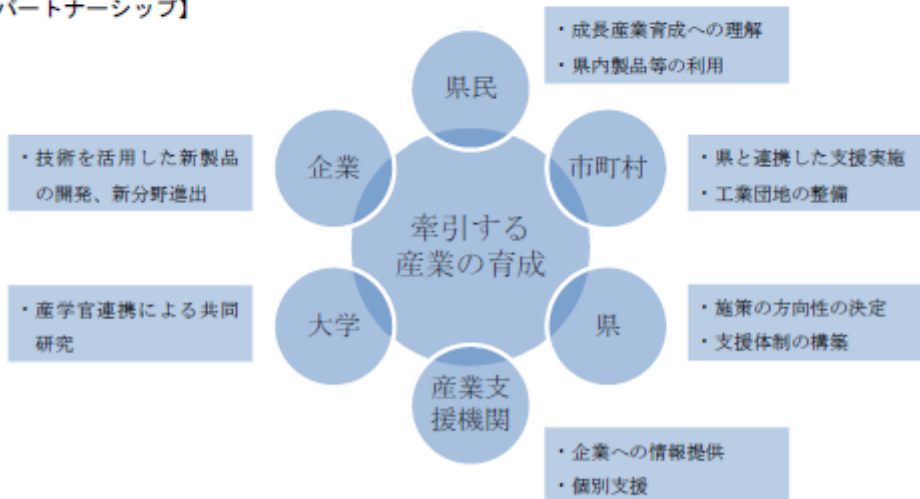 パートナーシップ】
・成長産業育成への理解
・県内製品等の利用
県民
企業
・技術を活用した新製品
の開発、新分野進出
市町村
・県と連携した支援実施
・工業団地の整備
牽引する
産業の育成
大学
・産学官連携による共同
研究
県
・施策の方向性の決定
・支援体制の構築
産業支
援機関
・企業への情報提供
・個別支援